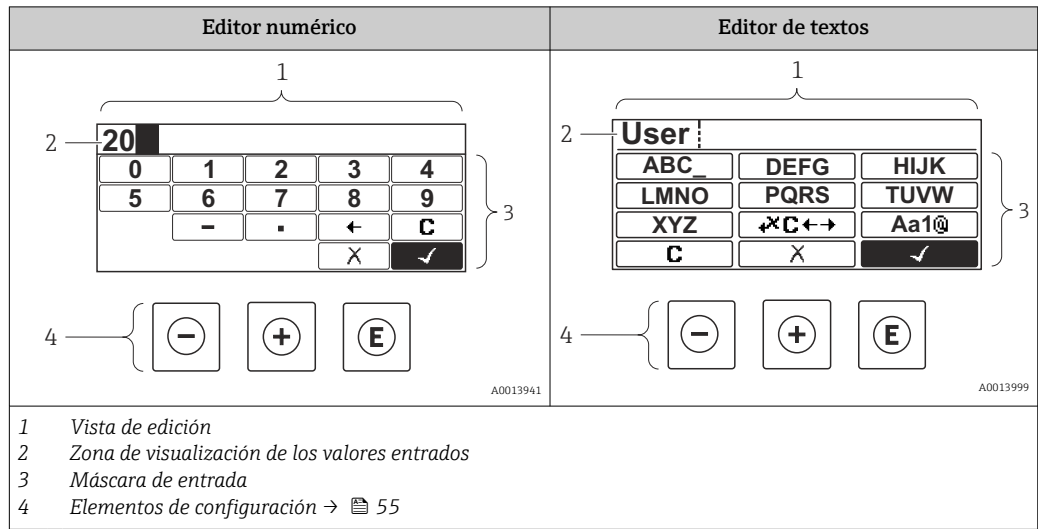 Editor numérico
Editor de textos
1
2
20
0 1 2 3 4
5 6 7 8 9
- . ← C
X ✓
3
4
- + E
A0013941
1
2
User
ABC_ DEFG HIJK
LMNO PQRS TUVW
XYZ ↶×C←→ Aa1@
C X ✓
3
4
- + E
A0013999
1 Vista de edición
2 Zona de visualización de los valores entrados
3 Máscara de entrada
4 Elementos de configuración → 55